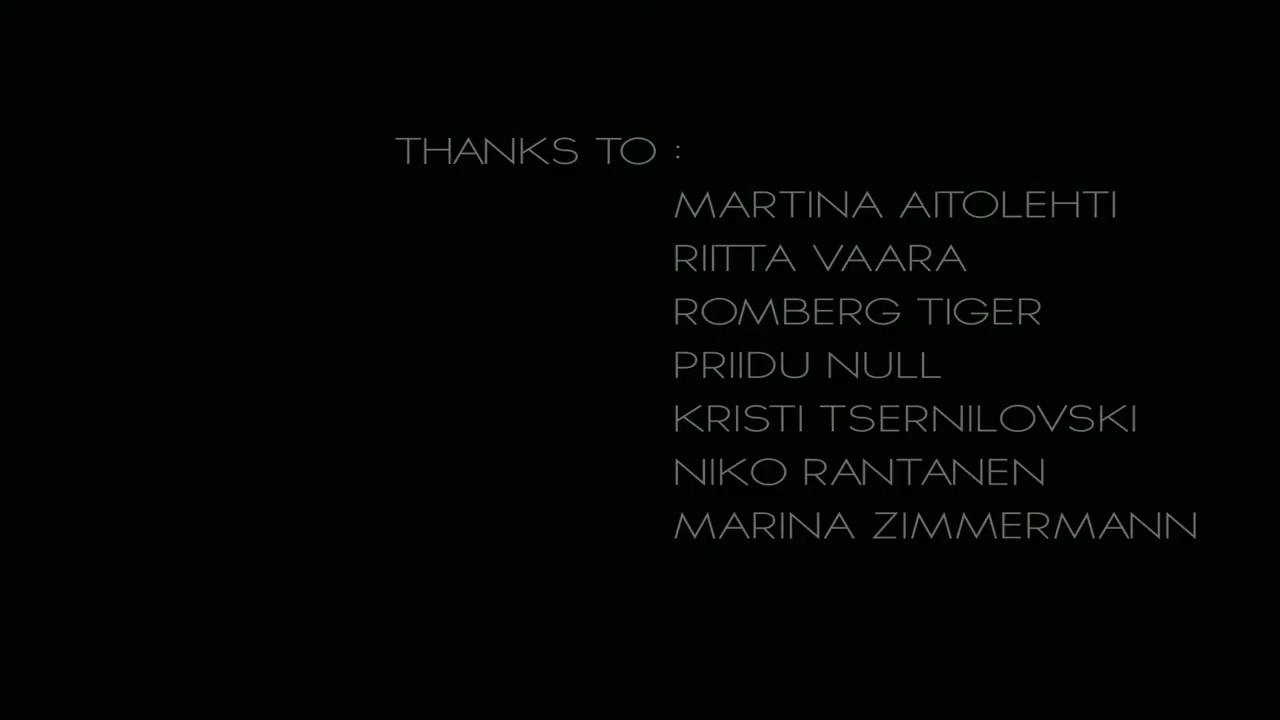 THANKS TO :
MARTINA AITOLEHTI
RIITTA VAARA
ROMBERG TIGER
PRIIDU NULL
KRISTI TSERNILOVSKI
NIKO RANTANEN
MARINA ZIMMERMANN